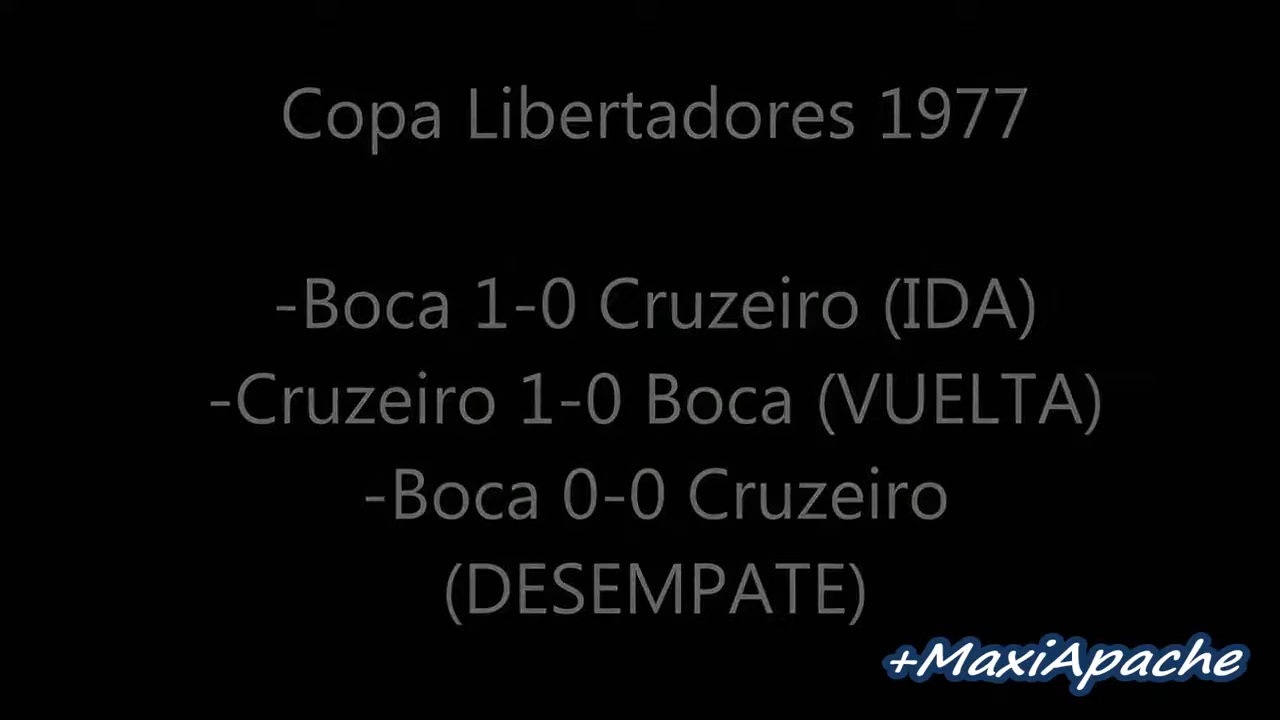 Copa Libertadores 1977
-Boca 1-0 Cruzeiro (IDA)
-Cruzeiro 1-0 Boca (VUELTA)
-Boca 0-0 Cruzeiro
(DESEMPATE)
+MaxiApache